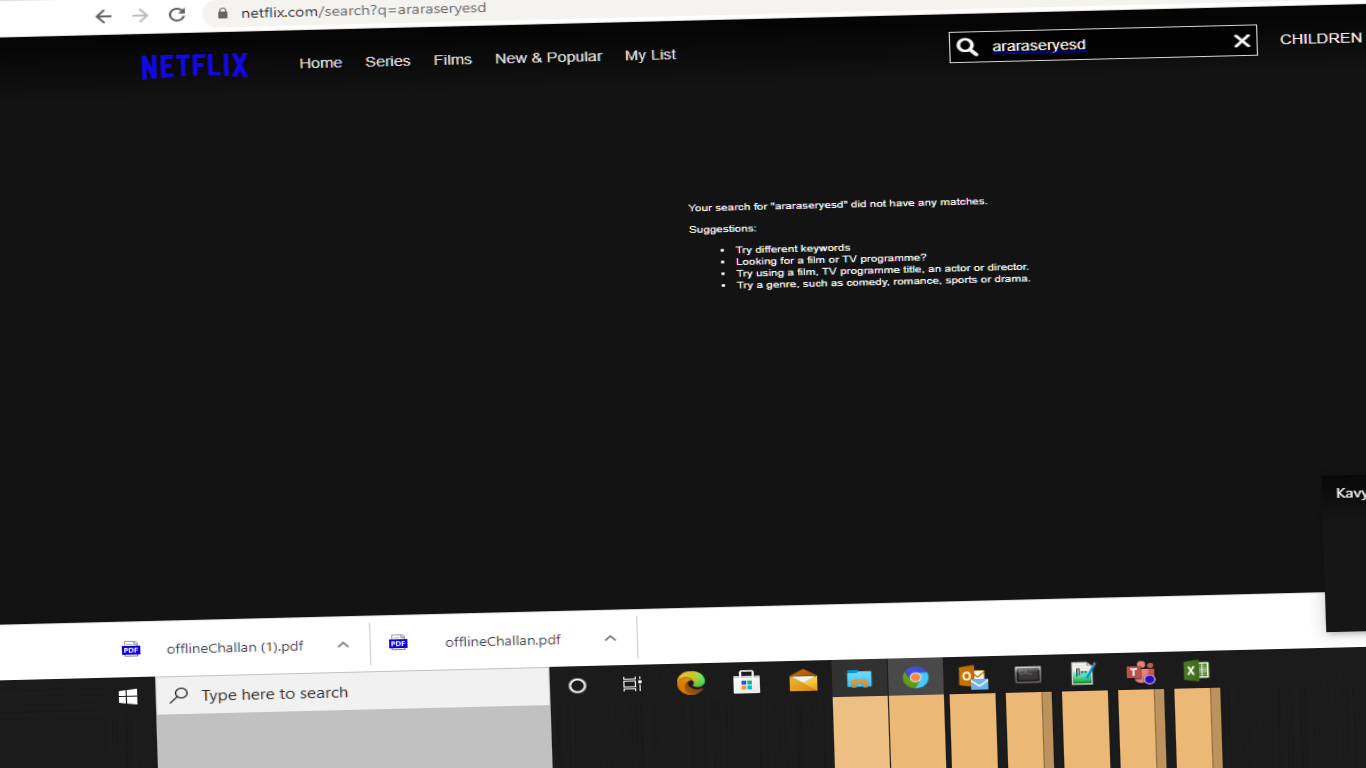 netflix.com/search?q=araraseryesd
NETFLIX Home Series Films New & Popular My List araraseryesd CHILDREN
Your search for "araraseryesd" did not have any matches.
Suggestions:
• Try different keywords
• Looking for a film or TV programme?
• Try using a film, TV programme title, an actor or director.
• Try a genre, such as comedy, romance, sports or drama.
Kavy
PDF offlineChallan (1).pdf PDF offlineChallan.pdf
Type here to search